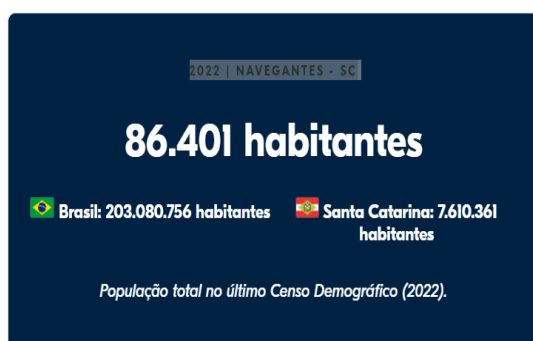 2022 | NAVEGANTES - SC
86.401 habitantes
Brasil: 203.080.756 habitantes
Santa Catarina: 7.610.361
habitantes
População total no último Censo Demográfico (2022).